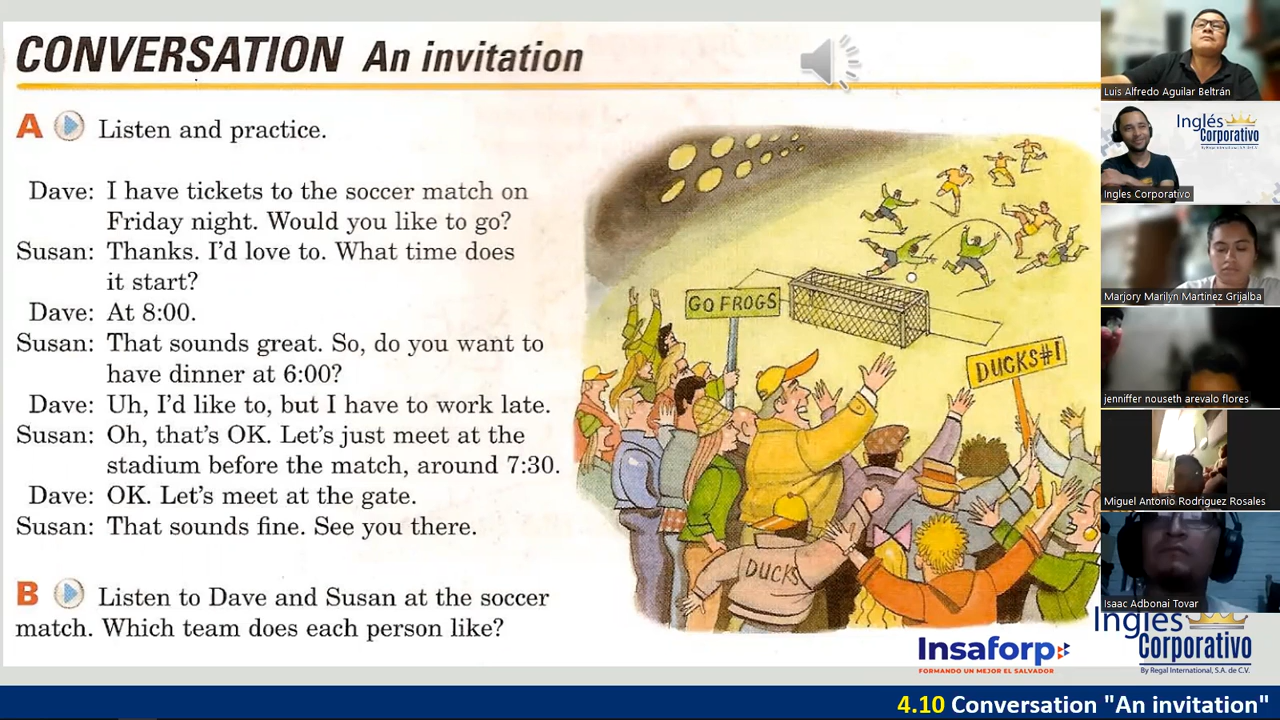 CONVERSATION An invitation
A Listen and practice.
Dave: I have tickets to the soccer match on
Friday night. Would you like to go?
Susan: Thanks. I'd love to. What time does
it start?
Dave: At 8:00.
Susan: That sounds great. So, do you want to
have dinner at 6:00?
Dave: Uh, I'd like to, but I have to work late.
Susan: Oh, that's OK. Let's just meet at the
stadium before the match, around 7:30.
Dave: OK. Let's meet at the gate.
Susan: That sounds fine. See you there.
B Listen to Dave and Susan at the soccer
match. Which team does each person like?
GO FROGS
DUCKS#1
DUCKS
Luis Alfredo Aguilar Beltrán
Inglés
Corporativo
By Regal International, S.A. de C.V.
Ingles Corporativo
Marjory Marilyn Martinez Grijalba
jenniffer nouseth arevalo flores
Miguel Antonio Rodriguez Rosales
Isaac Adbonai Tovar
Insaforp
FORMANDO UN MEJOR EL SALVADOR
Inglés
Corporativo
By Regal International, S.A. de C.V.
4.10 Conversation "An invitation"